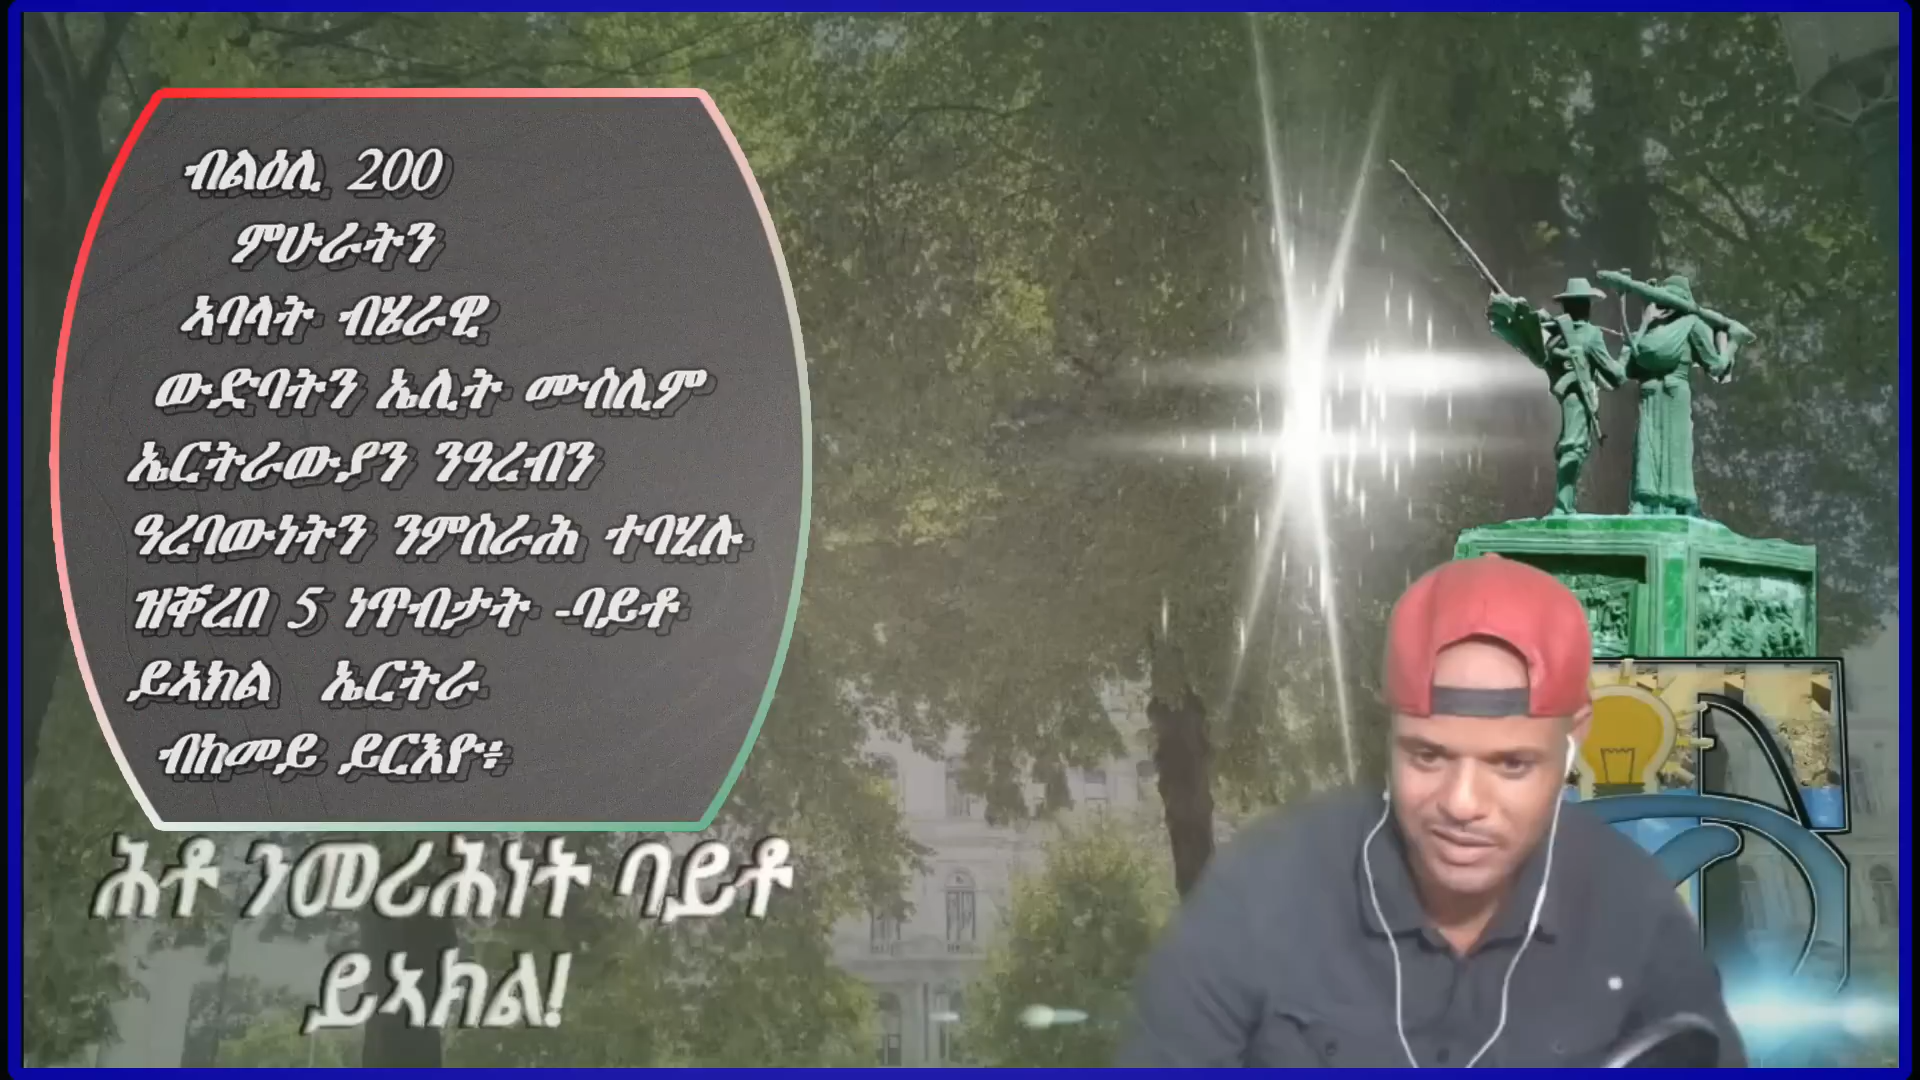 ብልዕሊ 200
ምሁራትን
ኣባላት ብሄራዊ
ውድባትን ኤሊት ሙስሊም
ኤርትራውያን ንዓረብን
ዓረባውነትን ንምስራሕ ተባሂሉ
ዝቐረበ 5 ነጥብታት -ባይቶ
ይኣክል ኤርትራ
ብከመይ ይርእዮ፧
ሕቶ ንመሪሕነት ባይቶ
ይኣክል!